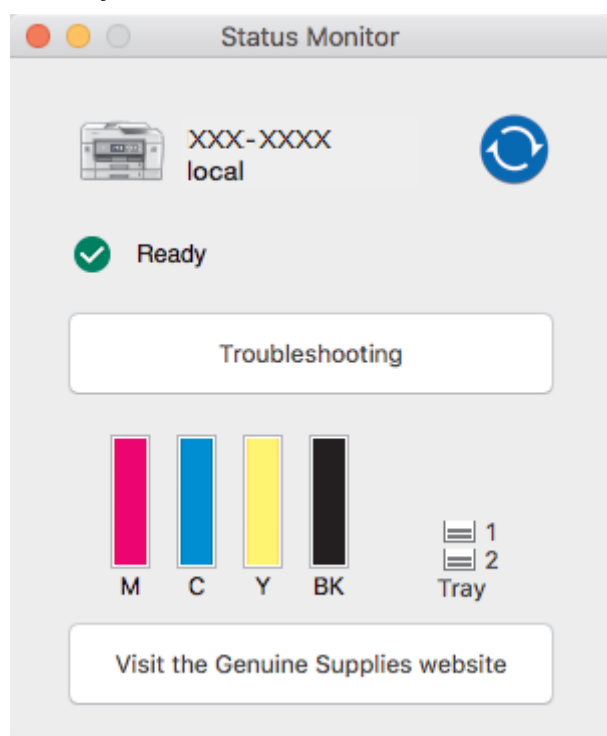 Status Monitor
XXX-XXXX
local
Ready
Troubleshooting
M C Y BK
1
2
Tray
Visit the Genuine Supplies website